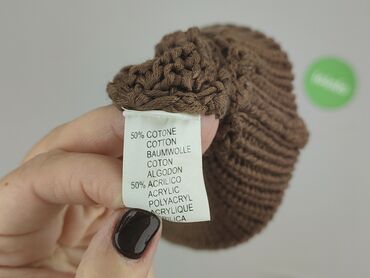 50% COTONE
COTTON
BAUMWOLLE
COTON
ALGODON
50% ACRILICO
ACRYLIC
POLYACRYL
ACRYLIQUE